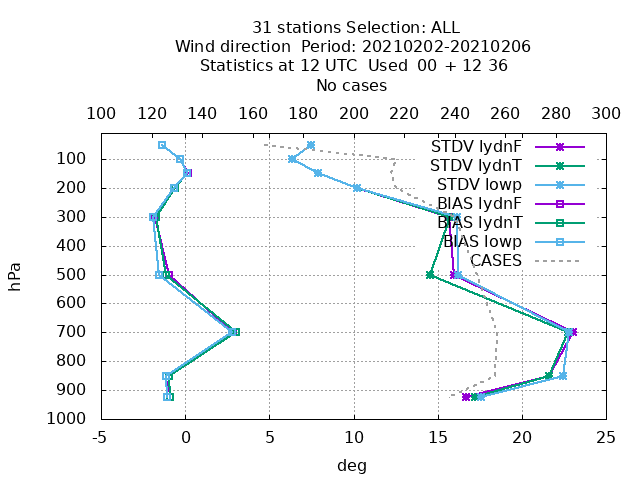 31 stations Selection: ALL
Wind direction  Period: 20210202-20210206
Statistics at 12 UTC  Used  00 + 12 36
No cases
100 120 140 160 180 200 220 240 260 280 300
STDV lydnF
STDV lydnT
STDV lowp
BIAS lydnF
BIAS lydnT
BIAS lowp
CASES
hPa
100
200
300
400
500
600
700
800
900
1000
-5 0 5 10 15 20 25
deg